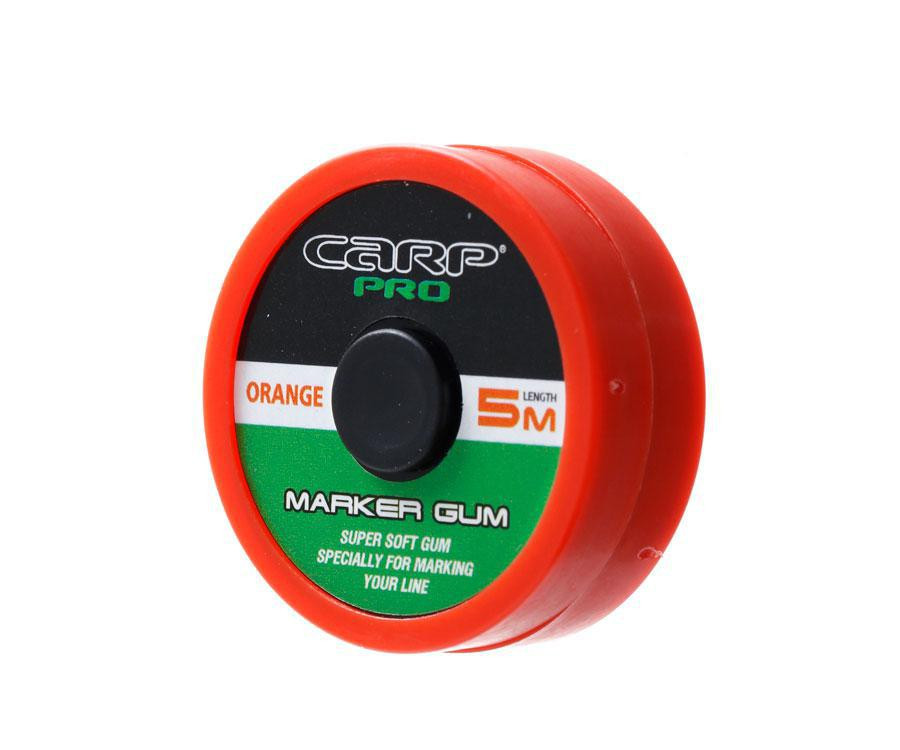 CARP®
PRO
ORANGE
LENGTH
5M
MARKER GUM
SUPER SOFT GUM
SPECIALLY FOR MARKING
YOUR LINE